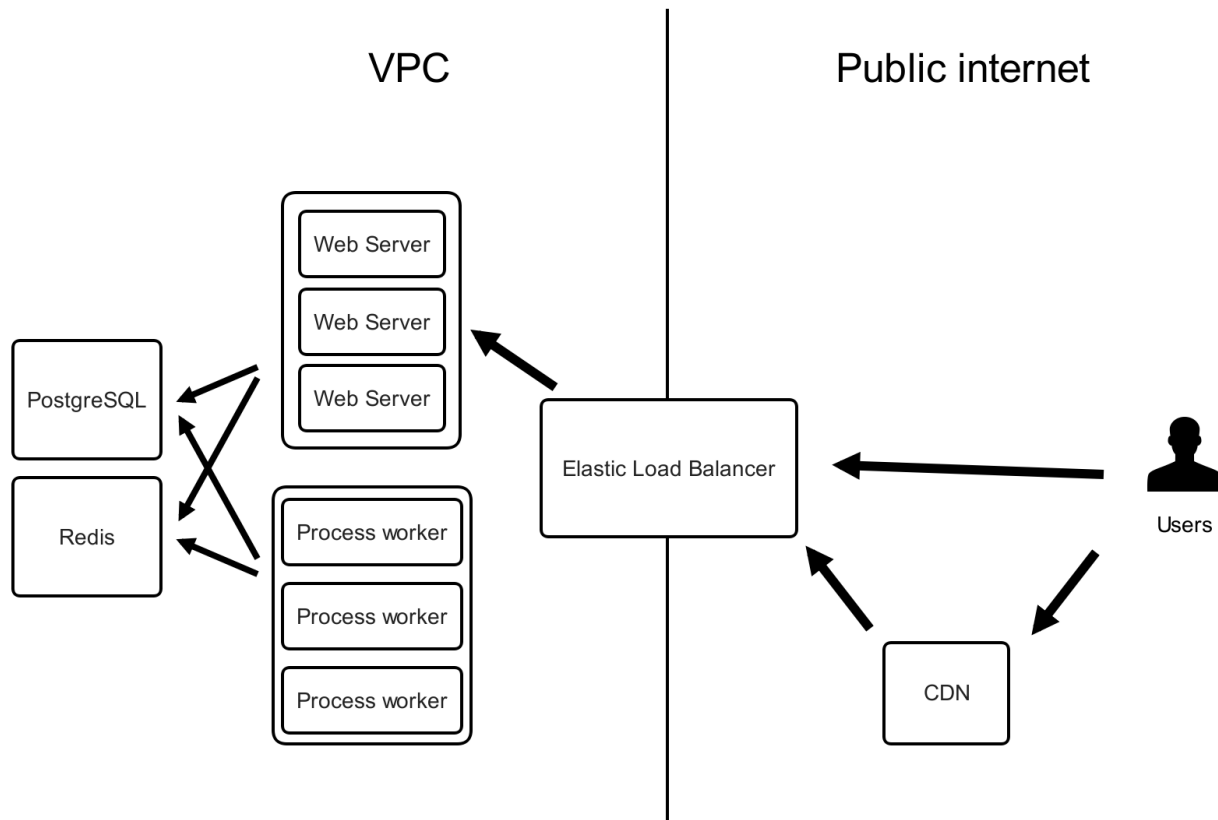 VPC
Public internet
Web Server
Web Server
Web Server
PostgreSQL
Redis
Process worker
Process worker
Process worker
Elastic Load Balancer
Users
CDN